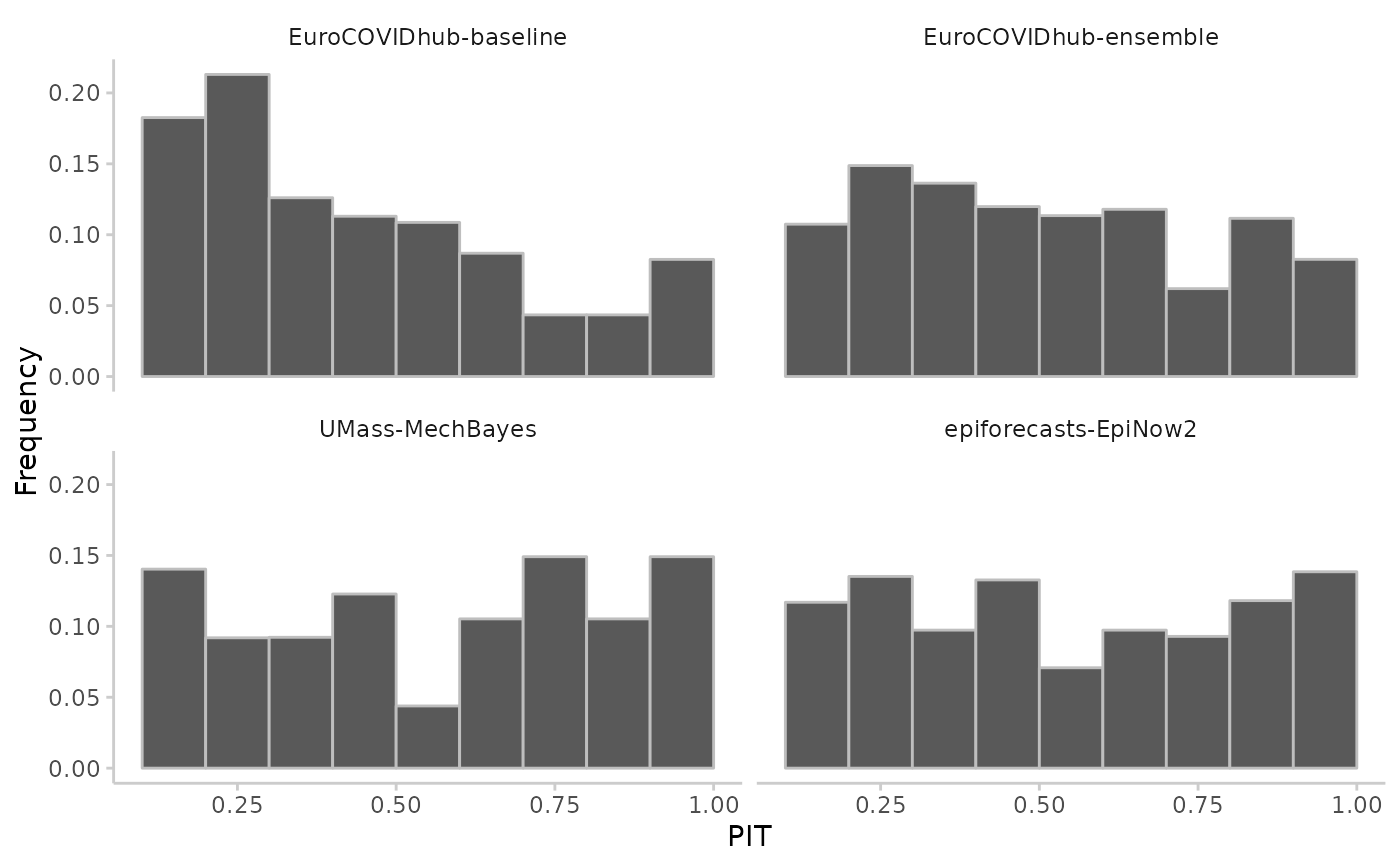 EuroCOVIDhub-baseline
EuroCOVIDhub-ensemble
0.20
0.15
0.10
0.05
0.00
Frequency
UMass-MechBayes
epiforecasts-EpiNow2
0.20
0.15
0.10
0.05
0.00
0.25 0.50 0.75 1.00
0.25 0.50 0.75 1.00
PIT